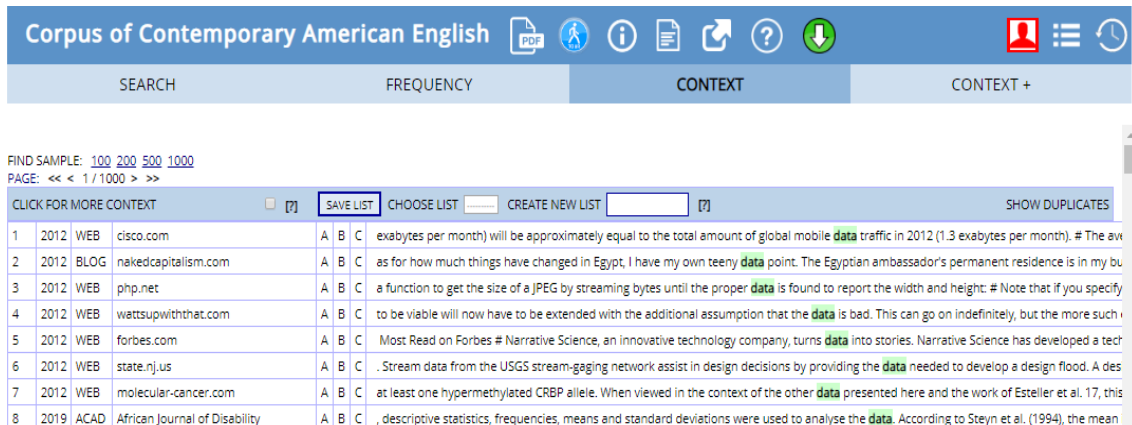 Corpus of Contemporary American English PDF
SEARCH FREQUENCY CONTEXT CONTEXT +
FIND SAMPLE: 100 200 500 1000
PAGE: << < 1 / 1000 > >>
CLICK FOR MORE CONTEXT [?] SAVE LIST CHOOSE LIST ---------- CREATE NEW LIST [?] SHOW DUPLICATES
1 2012 WEB cisco.com A B C exabytes per month) will be approximately equal to the total amount of global mobile data traffic in 2012 (1.3 exabytes per month). # The ave
2 2012 BLOG nakedcapitalism.com A B C as for how much things have changed in Egypt, I have my own teeny data point. The Egyptian ambassador's permanent residence is in my bu
3 2012 WEB php.net A B C a function to get the size of a JPEG by streaming bytes until the proper data is found to report the width and height: # Note that if you specify
4 2012 WEB wattsupwiththat.com A B C to be viable will now have to be extended with the additional assumption that the data is bad. This can go on indefinitely, but the more such
5 2012 WEB forbes.com A B C Most Read on Forbes # Narrative Science, an innovative technology company, turns data into stories. Narrative Science has developed a tech
6 2012 WEB state.nj.us A B C . Stream data from the USGS stream-gaging network assist in design decisions by providing the data needed to develop a design flood. A des
7 2012 WEB molecular-cancer.com A B C at least one hypermethylated CRBP allele. When viewed in the context of the other data presented here and the work of Esteller et al. 17, this
8 2019 ACAD African Journal of Disability A B C , descriptive statistics, frequencies, means and standard deviations were used to analyse the data. According to Steyn et al. (1994), the mean